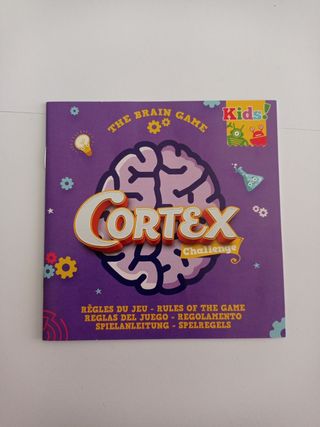 THE BRAIN GAME
Kids!
CORTEX
Challenge
RÈGLES DU JEU - RULES OF THE GAME
REGLAS DEL JUEGO - REGOLAMENTO
SPIELANLEITUNG - SPELREGELS